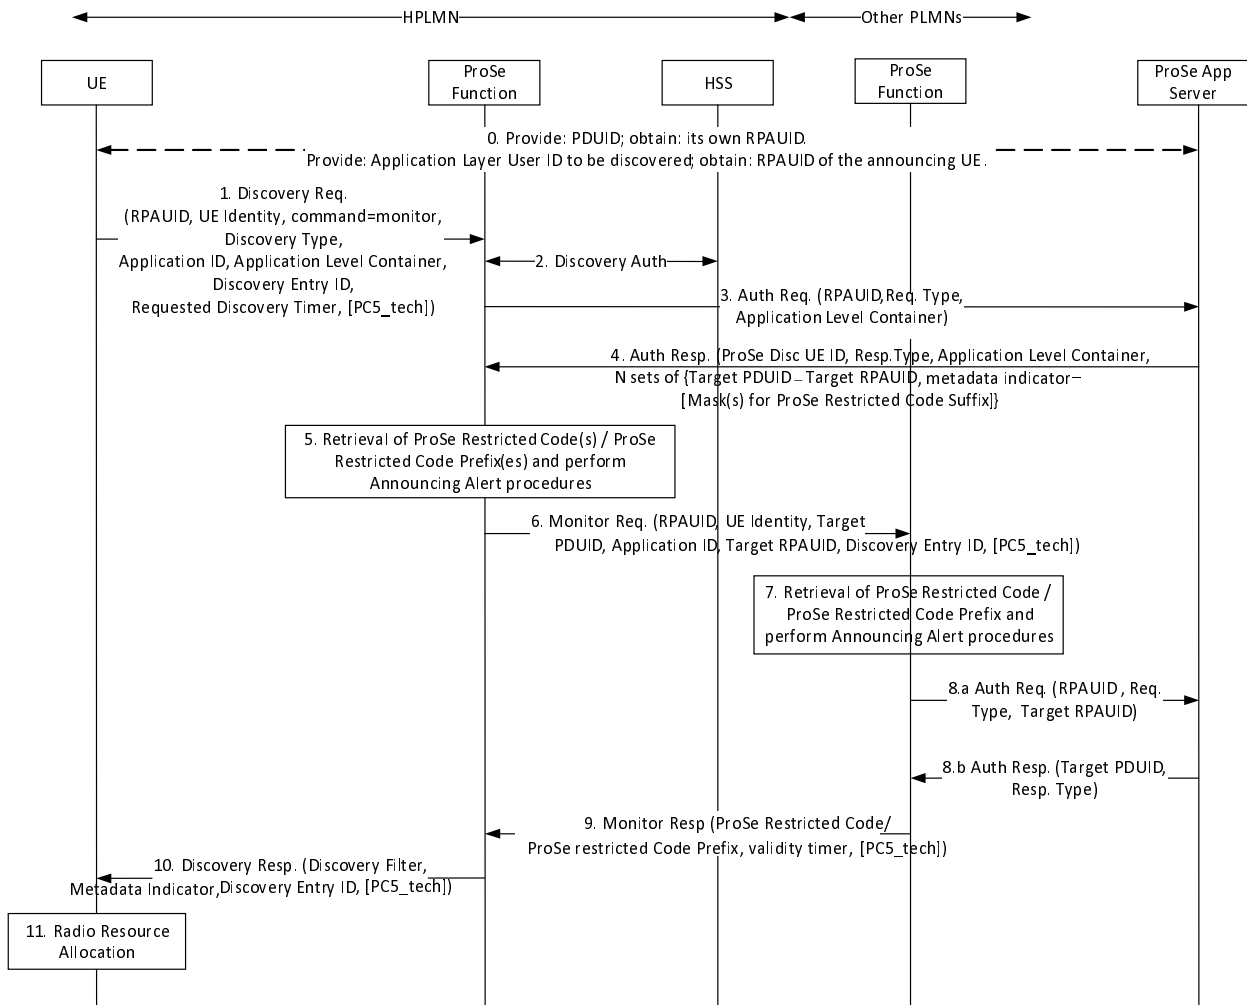 HPLMN
Other PLMNs
UE
ProSe
Function
HSS
ProSe
Function
ProSe App
Server
0. Provide: PDUID; obtain: its own RPAUID.
Provide: Application Layer User ID to be discovered; obtain: RPAUID of the announcing UE.
1. Discovery Req.
(RPAUID, UE Identity, command=monitor,
Discovery Type,
Application ID, Application Level Container,
Discovery Entry ID,
Requested Discovery Timer, [PC5_tech])
2. Discovery Auth
3. Auth Req. (RPAUID,Req. Type,
Application Level Container)
4. Auth Resp. (ProSe Disc UE ID, Resp.Type, Application Level Container,
N sets of {Target PDUID – Target RPAUID, metadata indicator–
[Mask(s) for ProSe Restricted Code Suffix]}
5. Retrieval of ProSe Restricted Code(s) / ProSe
Restricted Code Prefix(es) and perform
Announcing Alert procedures
6. Monitor Req. (RPAUID, UE Identity, Target
PDUID, Application ID, Target RPAUID, Discovery Entry ID, [PC5_tech])
7. Retrieval of ProSe Restricted Code /
ProSe Restricted Code Prefix and
perform Announcing Alert procedures
8.a Auth Req. (RPAUID , Req.
Type, Target RPAUID)
8.b Auth Resp. (Target PDUID,
Resp. Type)
9. Monitor Resp (ProSe Restricted Code/
ProSe restricted Code Prefix, validity timer, [PC5_tech])
10. Discovery Resp. (Discovery Filter,
Metadata Indicator,Discovery Entry ID, [PC5_tech])
11. Radio Resource
Allocation